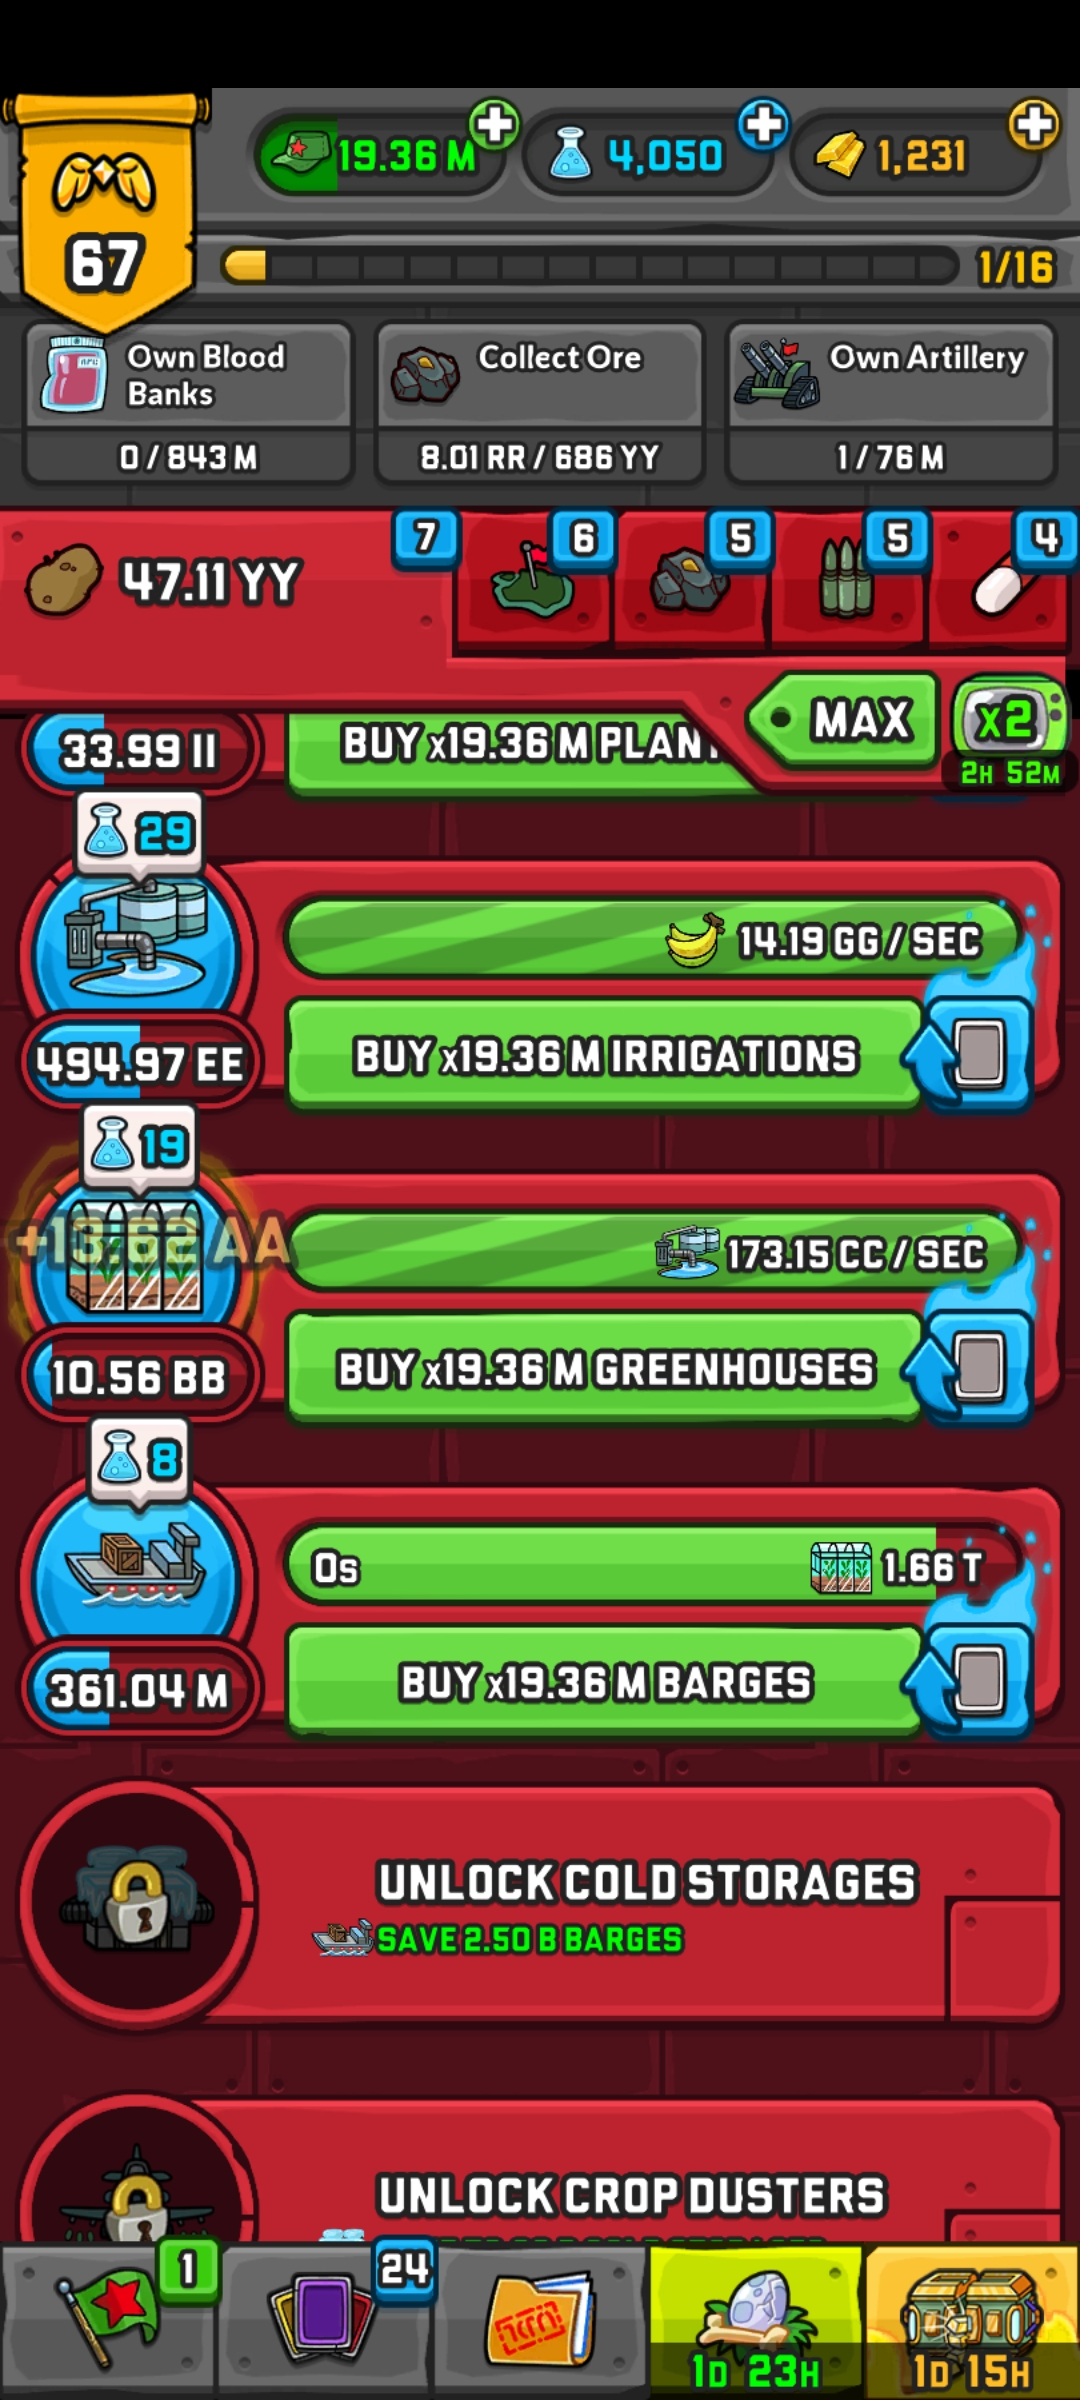 19.36 M
4,050
1,231
67
1/16
Own Blood
Banks
0 / 843 M
Collect Ore
8.01 RR / 686 YY
Own Artillery
1 / 76 M
47.11 YY
7
6
5
5
4
MAX
x2
2H 52M
33.99 II
BUY x19.36 M PLANT
29
14.19 GG / SEC
494.97 EE
BUY x19.36 M IRRIGATIONS
19
+13.62 AA
173.15 CC / SEC
10.56 BB
BUY x19.36 M GREENHOUSES
8
0s
1.66 T
361.04 M
BUY x19.36 M BARGES
UNLOCK COLD STORAGES
SAVE 2.50 B BARGES
UNLOCK CROP DUSTERS
1
24
1D 23H
1D 15H